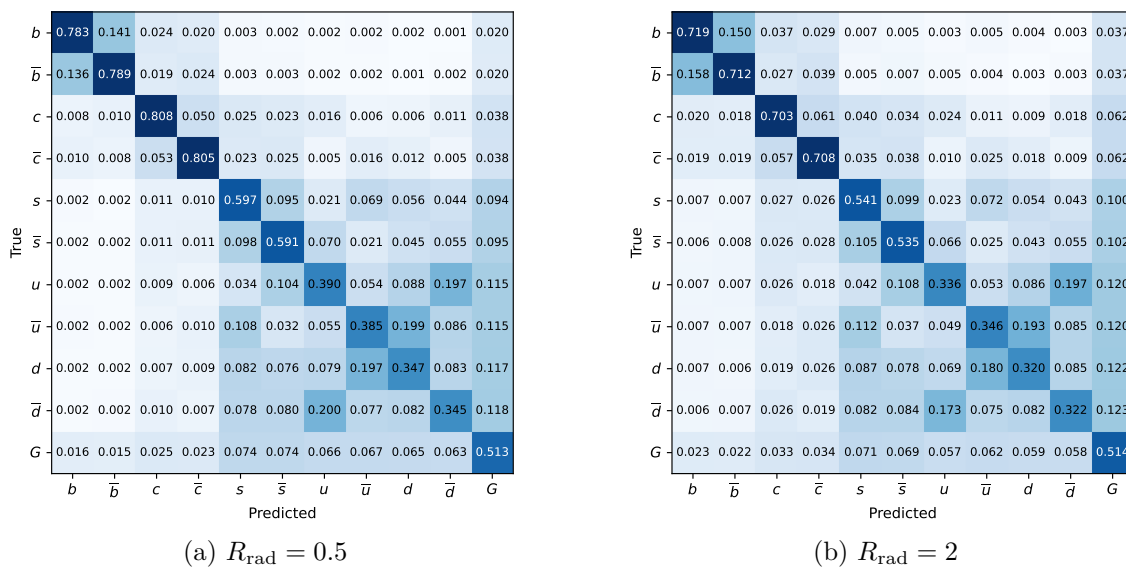 b 0.783 0.141 0.024 0.020 0.003 0.002 0.002 0.002 0.002 0.001 0.020
b̅ 0.136 0.789 0.019 0.024 0.003 0.003 0.002 0.002 0.001 0.002 0.020
c 0.008 0.010 0.808 0.050 0.025 0.023 0.016 0.006 0.006 0.011 0.038
c̅ 0.010 0.008 0.053 0.805 0.023 0.025 0.005 0.016 0.012 0.005 0.038
s 0.002 0.002 0.011 0.010 0.597 0.095 0.021 0.069 0.056 0.044 0.094
s̅ 0.002 0.002 0.011 0.011 0.098 0.591 0.070 0.021 0.045 0.055 0.095
u 0.002 0.002 0.009 0.006 0.034 0.104 0.390 0.054 0.088 0.197 0.115
u̅ 0.002 0.002 0.006 0.010 0.108 0.032 0.055 0.385 0.199 0.086 0.115
d 0.002 0.002 0.007 0.009 0.082 0.076 0.079 0.197 0.347 0.083 0.117
d̅ 0.002 0.002 0.010 0.007 0.078 0.080 0.200 0.077 0.082 0.345 0.118
G 0.016 0.015 0.025 0.023 0.074 0.074 0.066 0.067 0.065 0.063 0.513
b b̅ c c̅ s s̅ u u̅ d d̅ G
True
Predicted
(a) R_rad = 0.5
b 0.719 0.150 0.037 0.029 0.007 0.005 0.003 0.005 0.004 0.003 0.037
b̅ 0.158 0.712 0.027 0.039 0.005 0.007 0.005 0.004 0.003 0.003 0.037
c 0.020 0.018 0.703 0.061 0.040 0.034 0.024 0.011 0.009 0.018 0.062
c̅ 0.019 0.019 0.057 0.708 0.035 0.038 0.010 0.025 0.018 0.009 0.062
s 0.007 0.007 0.027 0.026 0.541 0.099 0.023 0.072 0.054 0.043 0.100
s̅ 0.006 0.008 0.026 0.028 0.105 0.535 0.066 0.025 0.043 0.055 0.102
u 0.007 0.007 0.026 0.018 0.042 0.108 0.336 0.053 0.086 0.197 0.120
u̅ 0.007 0.007 0.018 0.026 0.112 0.037 0.049 0.346 0.193 0.085 0.120
d 0.007 0.006 0.019 0.026 0.087 0.078 0.069 0.180 0.320 0.085 0.122
d̅ 0.006 0.007 0.026 0.019 0.082 0.084 0.173 0.075 0.082 0.322 0.123
G 0.023 0.022 0.033 0.034 0.071 0.069 0.057 0.062 0.059 0.058 0.514
b b̅ c c̅ s s̅ u u̅ d d̅ G
True
Predicted
(b) R_rad = 2